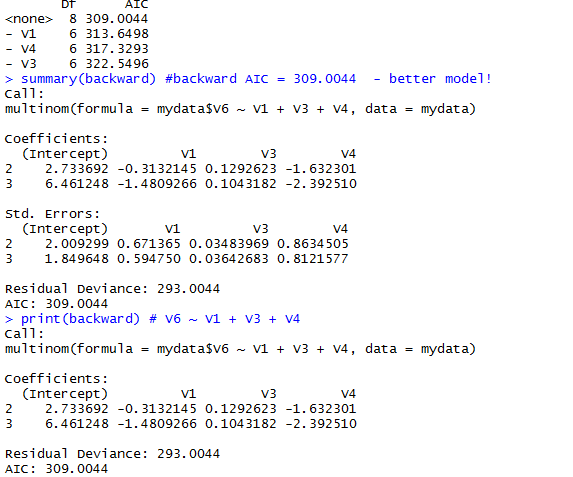 Df AIC
<none> 8 309.0044
- V1 6 313.6498
- V4 6 317.3293
- V3 6 322.5496
> summary(backward) #backward AIC = 309.0044 - better model!
Call:
multinom(formula = mydata$V6 ~ V1 + V3 + V4, data = mydata)
Coefficients:
(Intercept) V1 V3 V4
2 2.733692 -0.3132145 0.1292623 -1.632301
3 6.461248 -1.4809266 0.1043182 -2.392510
Std. Errors:
(Intercept) V1 V3 V4
2 2.009299 0.671365 0.03483969 0.8634505
3 1.849648 0.594750 0.03642683 0.8121577
Residual Deviance: 293.0044
AIC: 309.0044
> print(backward) # V6 ~ V1 + V3 + V4
Call:
multinom(formula = mydata$V6 ~ V1 + V3 + V4, data = mydata)
Coefficients:
(Intercept) V1 V3 V4
2 2.733692 -0.3132145 0.1292623 -1.632301
3 6.461248 -1.4809266 0.1043182 -2.392510
Residual Deviance: 293.0044
AIC: 309.0044